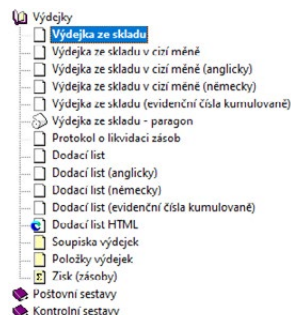 Výdejky
Výdejka ze skladu
Výdejka ze skladu v cizí měně
Výdejka ze skladu v cizí měně (anglicky)
Výdejka ze skladu v cizí měně (německy)
Výdejka ze skladu (evidenční čísla kumulovaně)
Výdejka ze skladu - paragon
Protokol o likvidaci zásob
Dodací list
Dodací list (anglicky)
Dodací list (německy)
Dodací list (evidenční čísla kumulovaně)
Dodací list HTML
Soupiska výdejek
Položky výdejek
Σ Zisk (zásoby)
Poštovní sestavy
Kontrolní sestavy